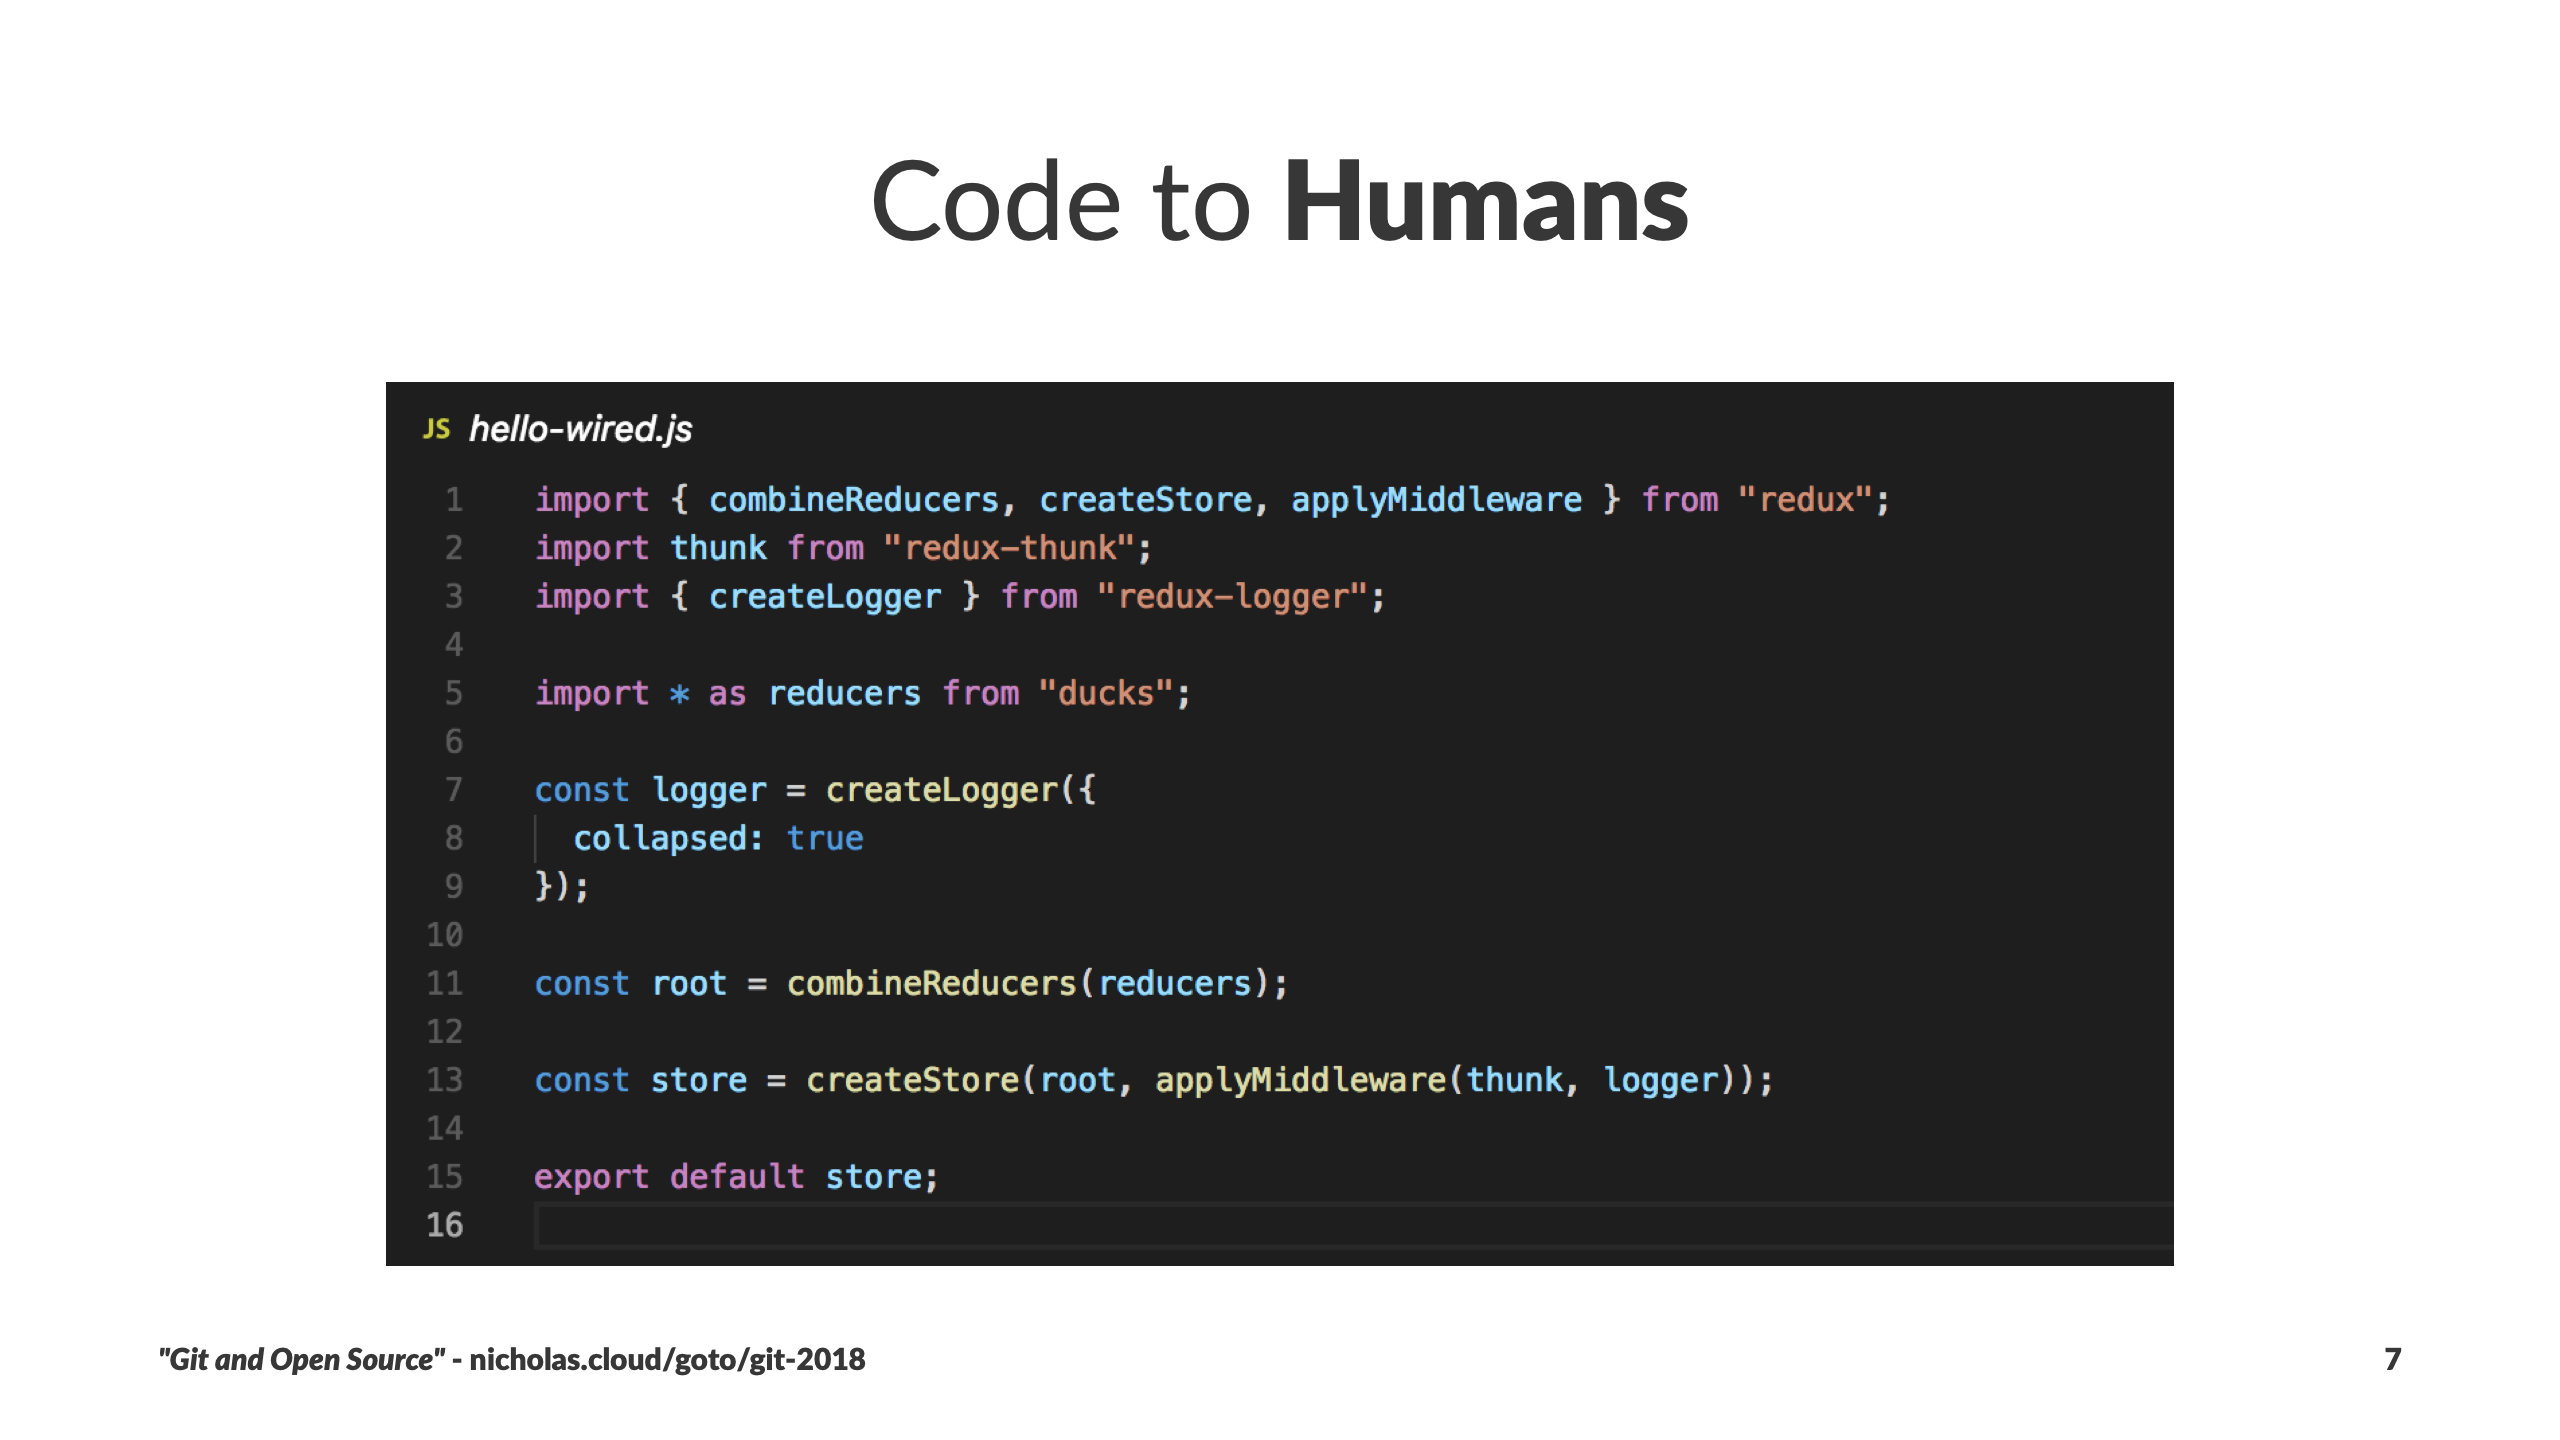 Code to Humans
JS hello-wired.js
1 import { combineReducers, createStore, applyMiddleware } from "redux";
2 import thunk from "redux-thunk";
3 import { createLogger } from "redux-logger";
4
5 import * as reducers from "ducks";
6
7 const logger = createLogger({
8   collapsed: true
9 });
10
11 const root = combineReducers(reducers);
12
13 const store = createStore(root, applyMiddleware(thunk, logger));
14
15 export default store;
16
"Git and Open Source" - nicholas.cloud/goto/git-2018
7